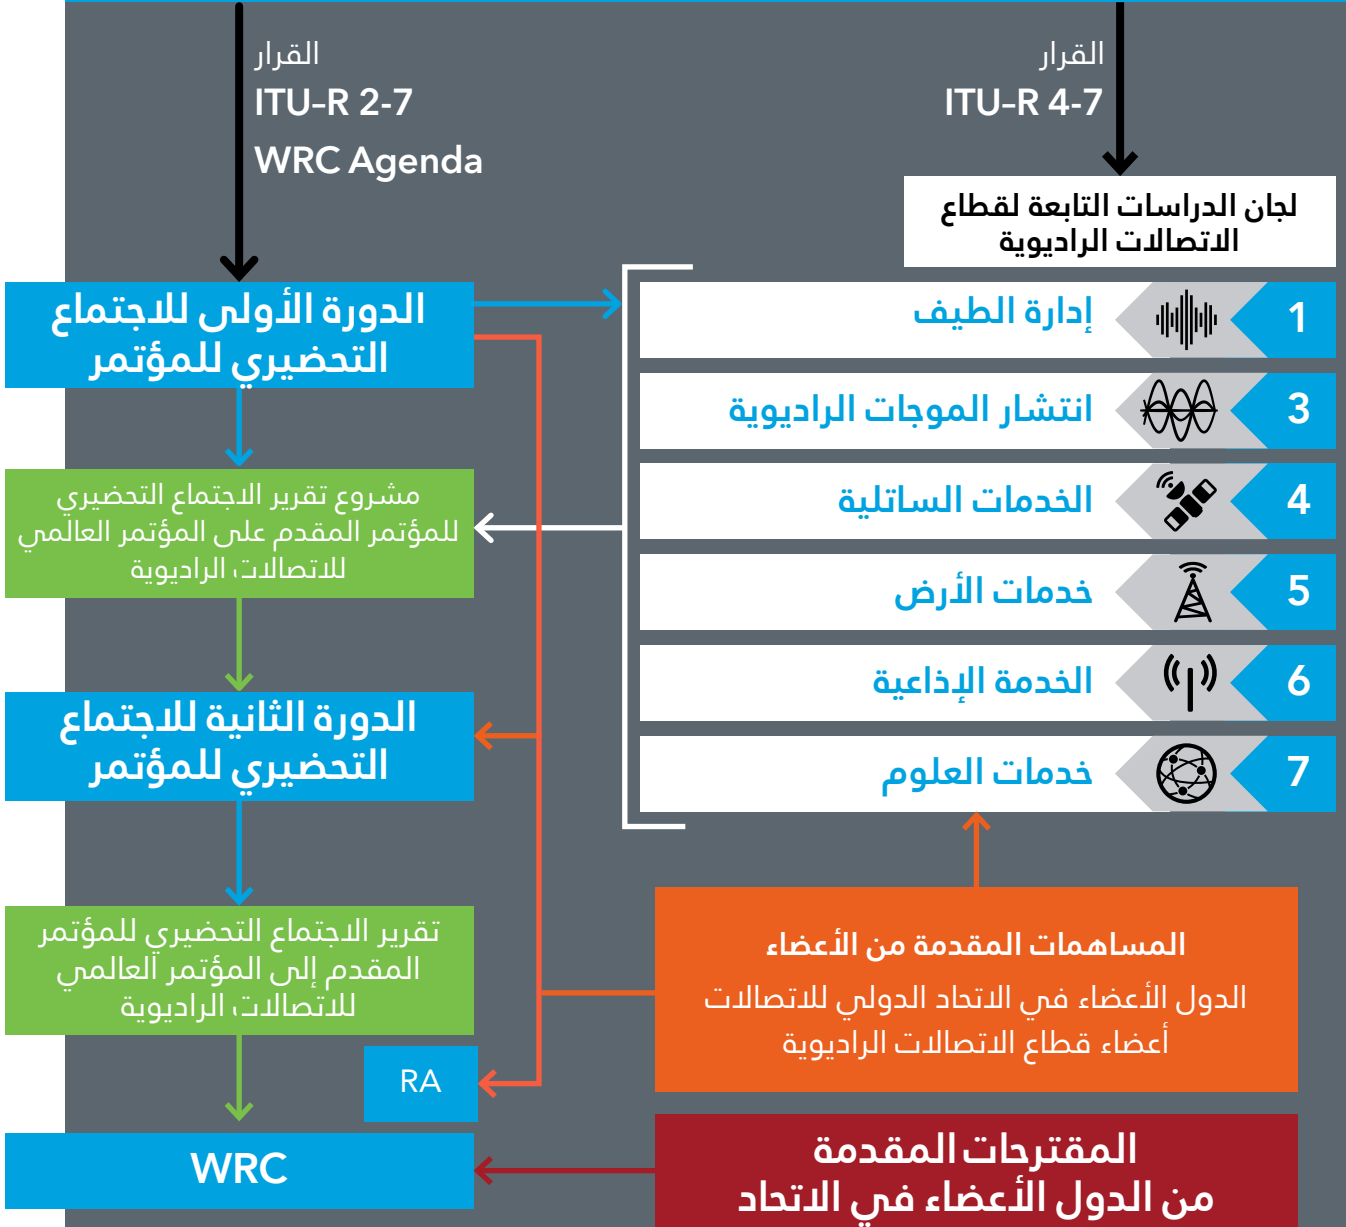 القرار
ITU-R 4-7
القرار
ITU-R 2-7
WRC Agenda
لجان الدراسات التابعة لقطاع
الاتصالات الراديوية
1
إدارة الطيف
3
انتشار الموجات الراديوية
4
الخدمات الساتلية
5
خدمات الأرض
6
الخدمة الإذاعية
7
خدمات العلوم
الدورة الأولى للاجتماع
التحضيري للمؤتمر
مشروع تقرير الاجتماع التحضيري
للمؤتمر المقدم على المؤتمر العالمي
للاتصالات الراديوية
الدورة الثانية للاجتماع
التحضيري للمؤتمر
تقرير الاجتماع التحضيري للمؤتمر
المقدم إلى المؤتمر العالمي
للاتصالات الراديوية
RA
WRC
المساهمات المقدمة من الأعضاء
الدول الأعضاء في الاتحاد الدولي للاتصالات
أعضاء قطاع الاتصالات الراديوية
المقترحات المقدمة
من الدول الأعضاء في الاتحاد